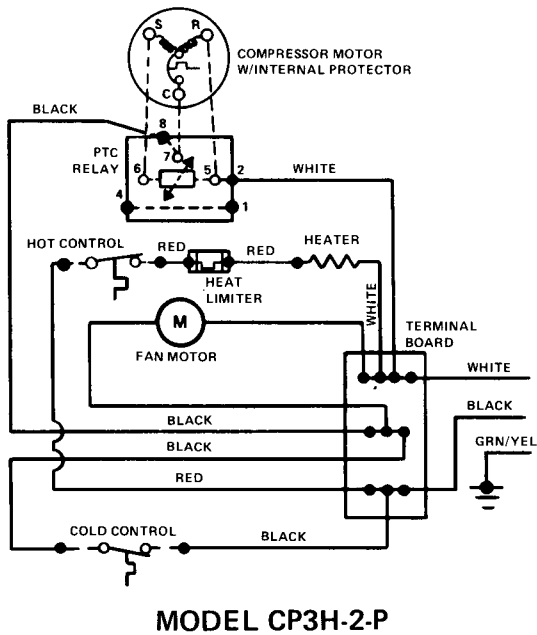 S R
COMPRESSOR MOTOR
W/INTERNAL PROTECTOR
C
BLACK
8
PTC
RELAY
7
6 5 2
WHITE
4 1
HOT CONTROL
RED
RED
HEATER
HEAT
LIMITER
WHITE
M
FAN MOTOR
TERMINAL
BOARD
WHITE
BLACK
BLACK
GRN/YEL
BLACK
RED
COLD CONTROL
BLACK
MODEL CP3H-2-P